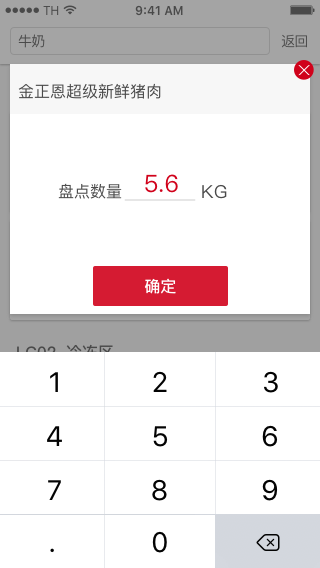 TH 9:41 AM
牛奶 返回
金正恩超级新鲜猪肉
盘点数量 5.6 KG
确定
LG02 冷冻区
1 2 3
4 5 6
7 8 9
. 0